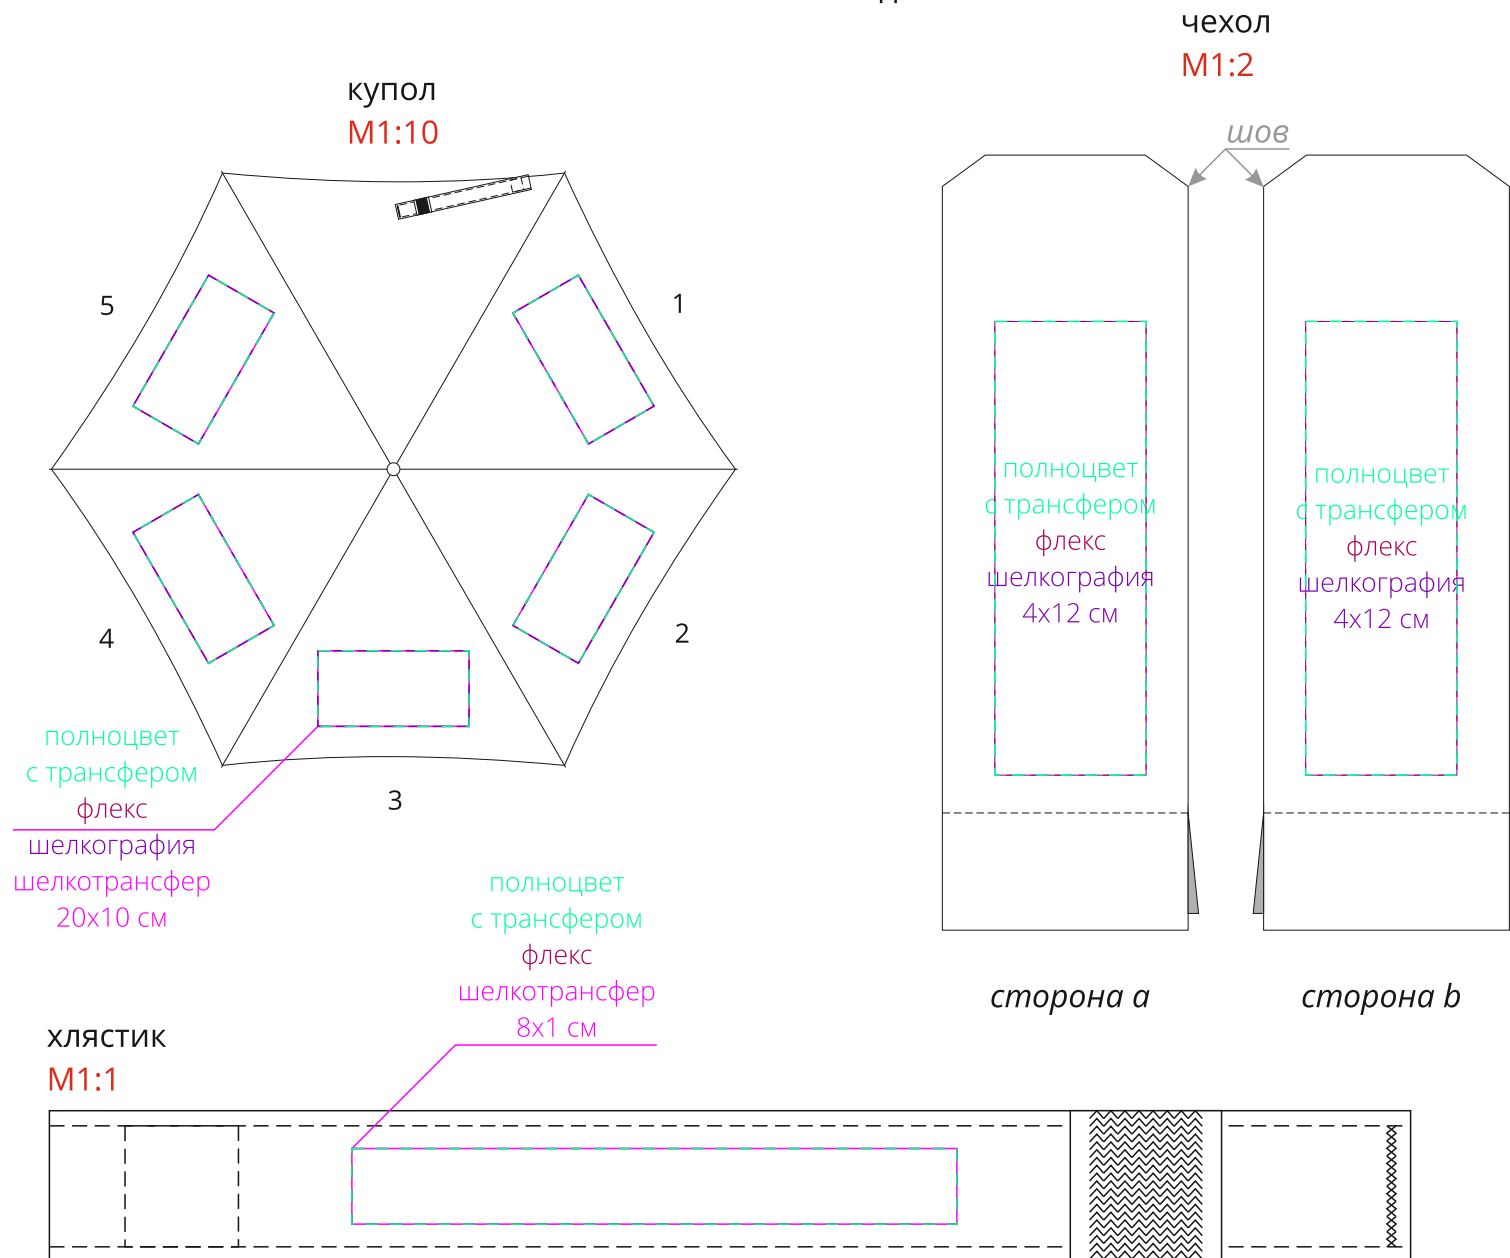 чехол
М1:2
купол
М1:10
шов
5
1
4
2
3
полноцвет
с трансфером
флекс
шелкография
4х12 см
полноцвет
с трансфером
флекс
шелкография
4х12 см
полноцвет
с трансфером
флекс
шелкография
шелкотрансфер
20х10 см
полноцвет
с трансфером
флекс
шелкотрансфер
8х1 см
сторона a
сторона b
хлястик
М1:1